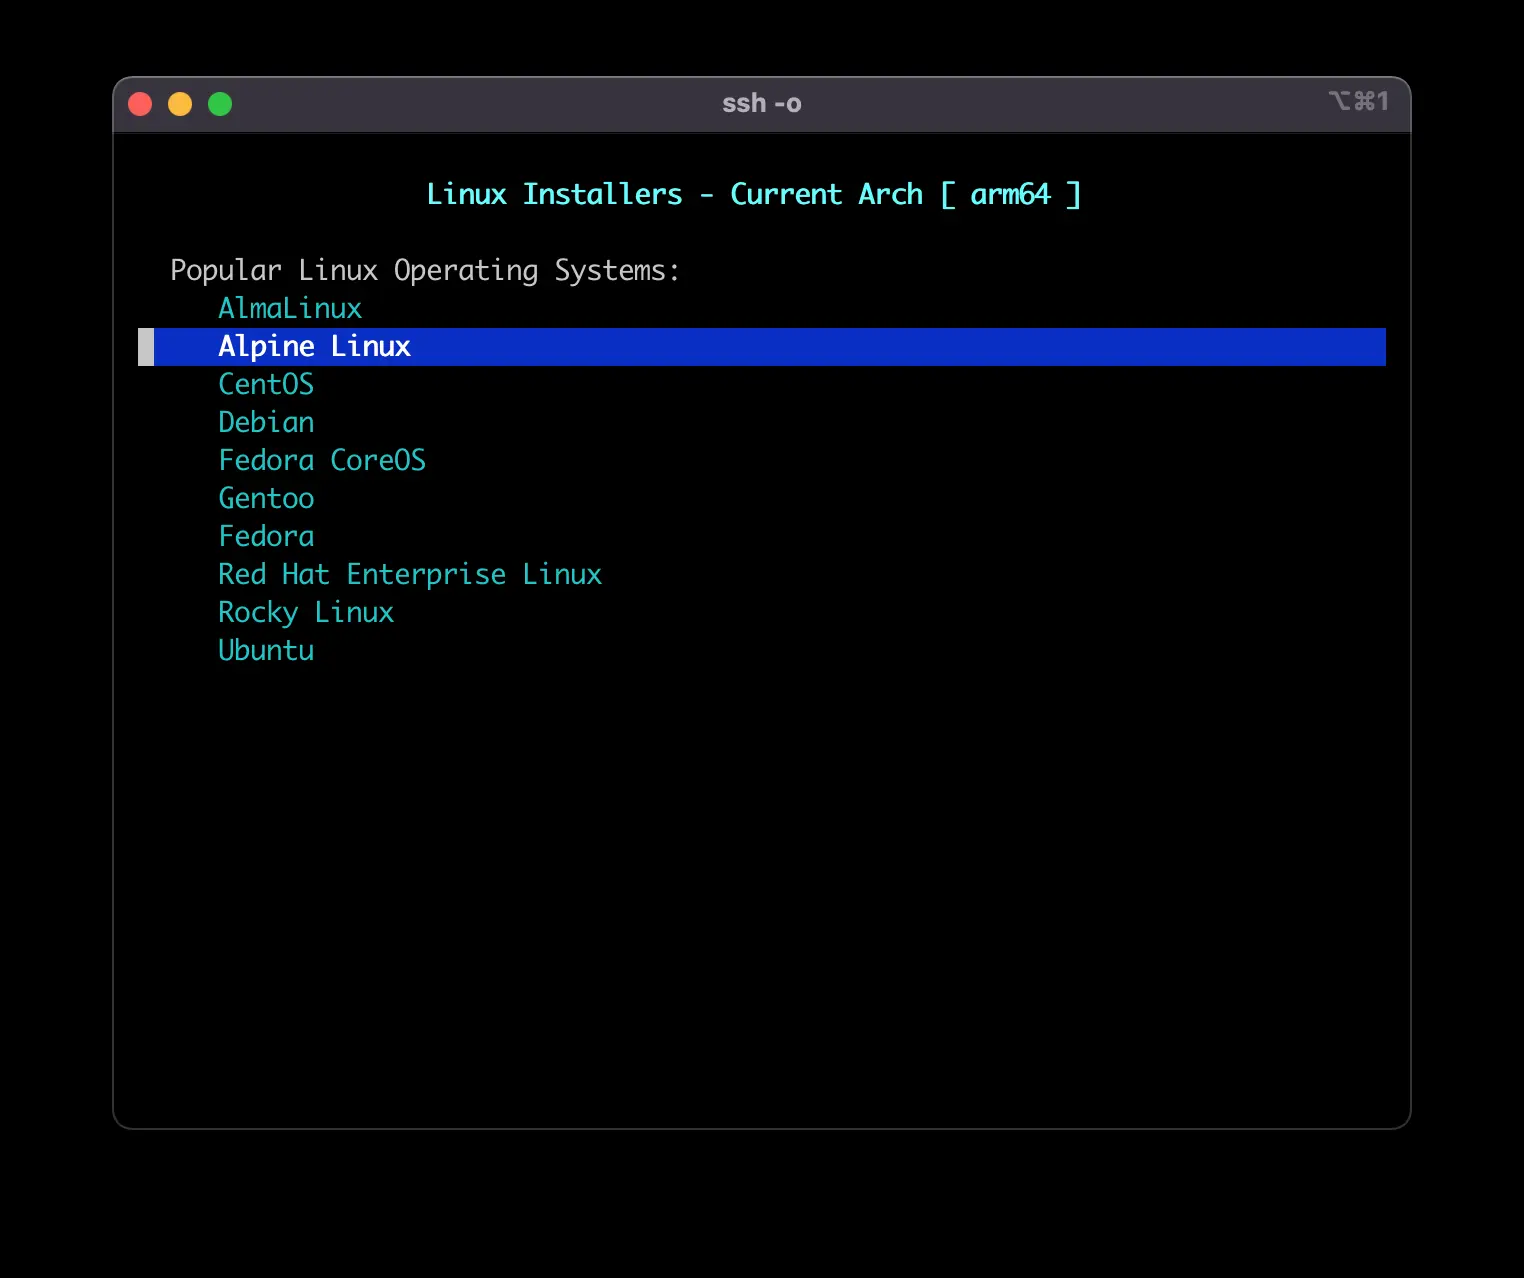 ssh -o
⌥⌘1
Linux Installers - Current Arch [ arm64 ]
Popular Linux Operating Systems:
AlmaLinux
Alpine Linux
CentOS
Debian
Fedora CoreOS
Gentoo
Fedora
Red Hat Enterprise Linux
Rocky Linux
Ubuntu